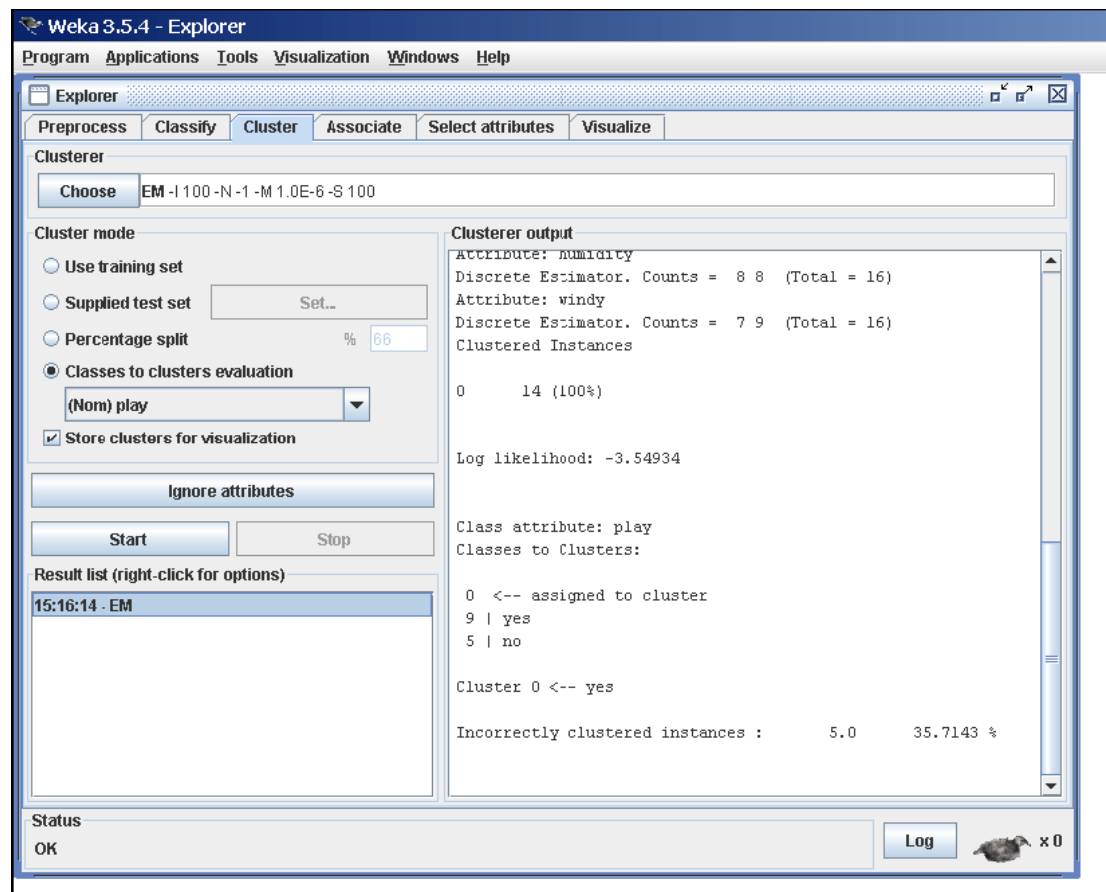 Weka 3.5.4 - Explorer
Program Applications Tools Visualization Windows Help
Explorer
Preprocess Classify Cluster Associate Select attributes Visualize
Clusterer
Choose EM -I 100 -N -1 -M 1.0E-6 -S 100
Cluster mode
Use training set
Supplied test set Set...
Percentage split % 66
Classes to clusters evaluation
(Nom) play
Store clusters for visualization
Ignore attributes
Start Stop
Result list (right-click for options)
15:16:14 - EM
Clusterer output
Attribute: humidity
Discrete Estimator. Counts = 8 8 (Total = 16)
Attribute: windy
Discrete Estimator. Counts = 7 9 (Total = 16)
Clustered Instances
0 14 (100%)
Log likelihood: -3.54934
Class attribute: play
Classes to Clusters:
0 <-- assigned to cluster
9 | yes
5 | no
Cluster 0 <-- yes
Incorrectly clustered instances : 5.0 35.7143 %
Status
OK
Log x 0